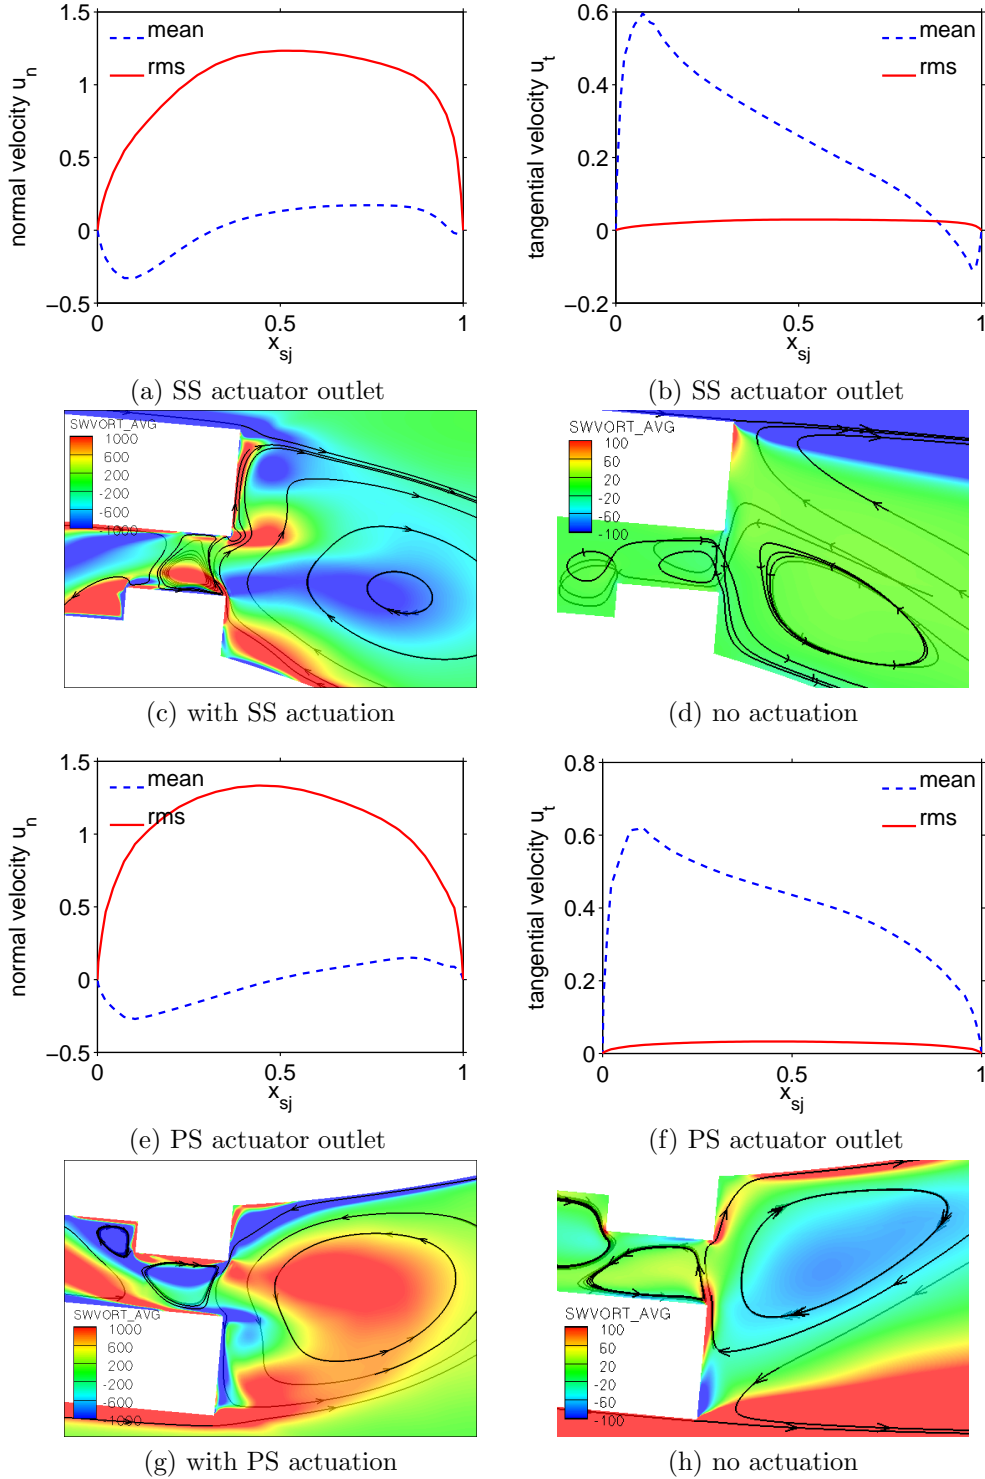 1.5
1
0.5
0
−0.5
0
0.5
1
x_sj
normal velocity u_n
mean
rms
0.6
0.4
0.2
0
−0.2
0
0.5
1
x_sj
tangential velocity u_t
mean
rms
(a) SS actuator outlet
(b) SS actuator outlet
SWVORT_AVG
1000
600
200
-200
-600
-1000
SWVORT_AVG
100
60
20
-20
-60
-100
(c) with SS actuation
(d) no actuation
1.5
1
0.5
0
−0.5
0
0.5
1
x_sj
normal velocity u_n
mean
rms
0.8
0.6
0.4
0.2
0
0
0.5
1
x_sj
tangential velocity u_t
mean
rms
(e) PS actuator outlet
(f) PS actuator outlet
SWVORT_AVG
1000
600
200
-200
-600
-1000
SWVORT_AVG
100
60
20
-20
-60
-100
(g) with PS actuation
(h) no actuation